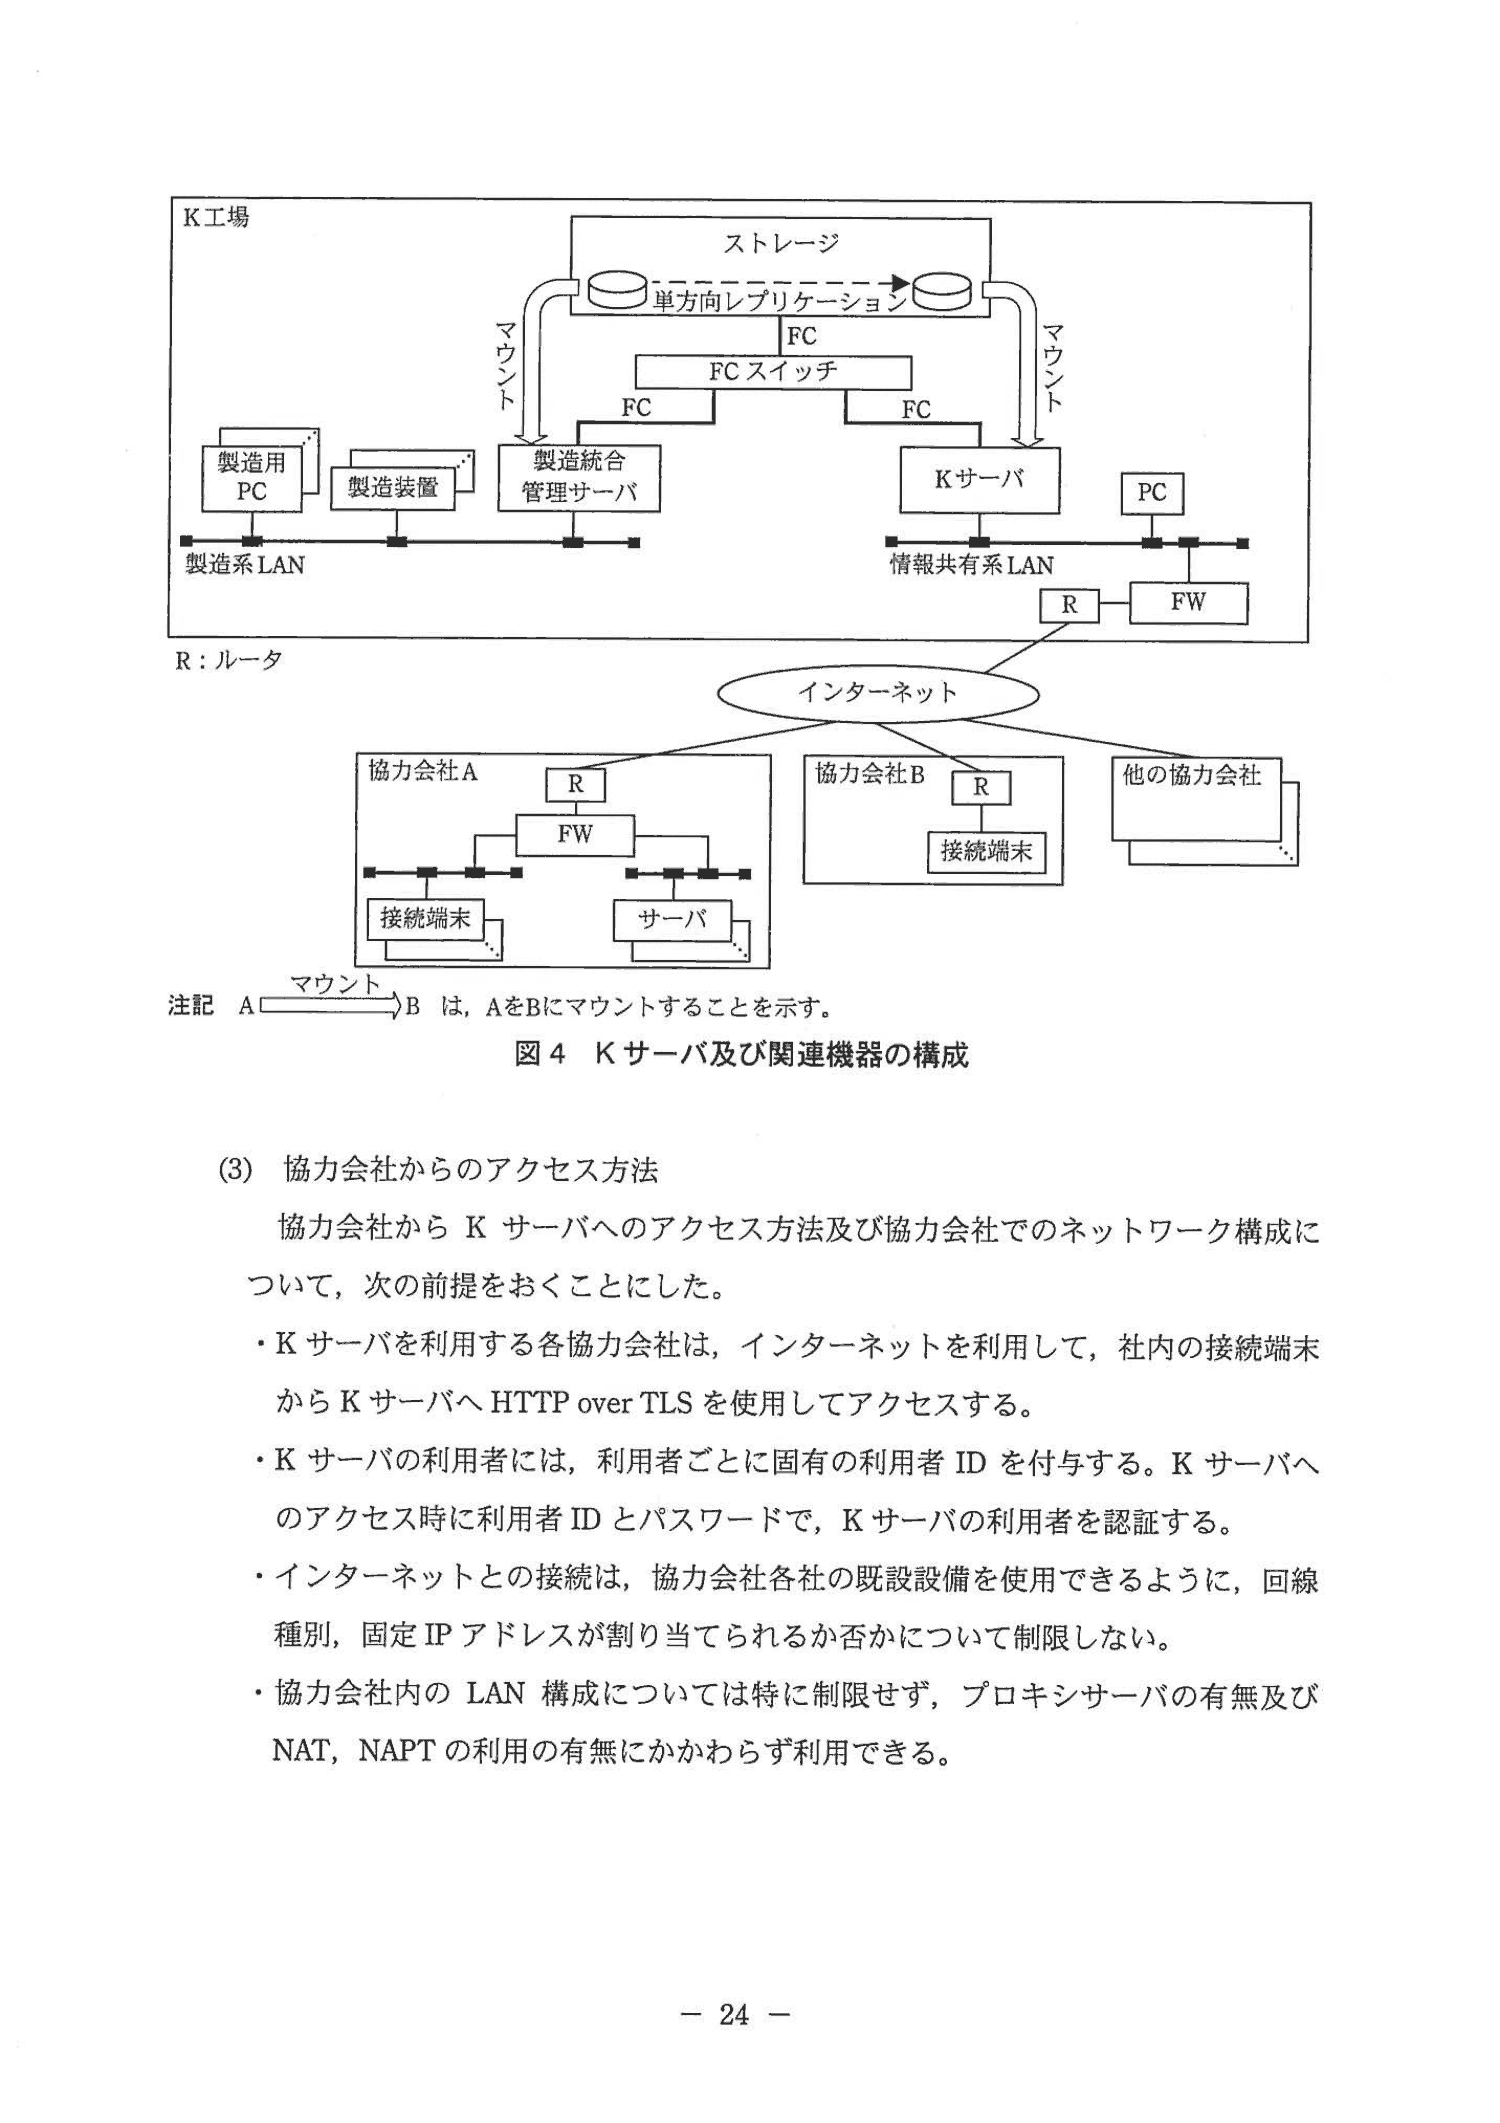 K工場
ストレージ
単方向レプリケーション
マウント
マウント
FC
FCスイッチ
FC
FC
製造用
PC
製造装置
製造統合
管理サーバ
Kサーバ
PC
製造系LAN
情報共有系LAN
R
FW
R：ルータ
インターネット
協力会社A
R
FW
接続端末
サーバ
協力会社B
R
接続端末
他の協力会社
マウント
注記　A　B　は，AをBにマウントすることを示す。
図4　Kサーバ及び関連機器の構成
(3)　協力会社からのアクセス方法
協力会社から K サーバへのアクセス方法及び協力会社でのネットワーク構成に
ついて，次の前提をおくことにした。
・K サーバを利用する各協力会社は，インターネットを利用して，社内の接続端末
から K サーバへ HTTP over TLS を使用してアクセスする。
・K サーバの利用者には，利用者ごとに固有の利用者 ID を付与する。K サーバへ
のアクセス時に利用者 ID とパスワードで，K サーバの利用者を認証する。
・インターネットとの接続は，協力会社各社の既設設備を使用できるように，回線
種別，固定 IP アドレスが割り当てられるか否かについて制限しない。
・協力会社内の LAN 構成については特に制限せず，プロキシサーバの有無及び
NAT，NAPT の利用の有無にかかわらず利用できる。
－ 24 －